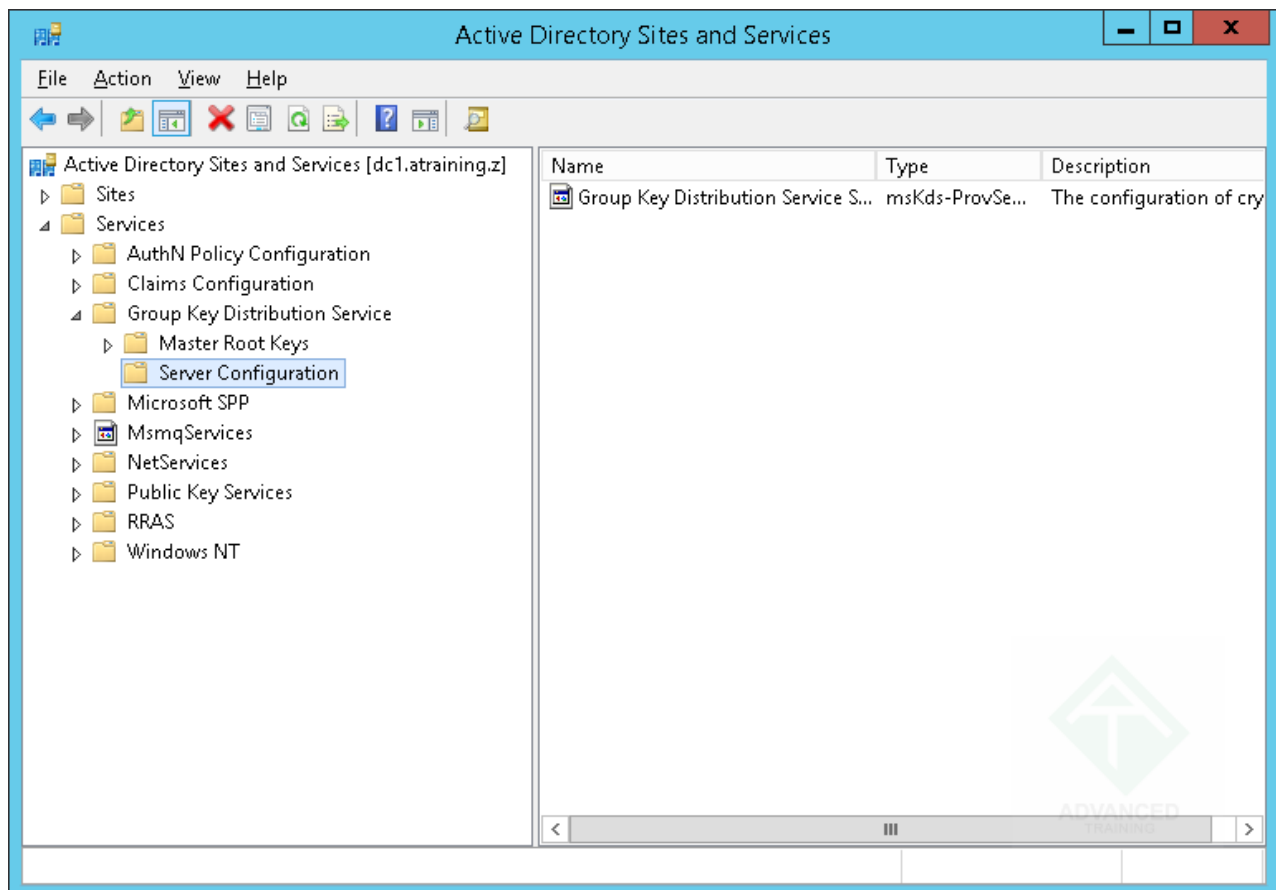 Active Directory Sites and Services
File Action View Help
Active Directory Sites and Services [dc1.atraining.z]
Sites
Services
AuthN Policy Configuration
Claims Configuration
Group Key Distribution Service
Master Root Keys
Server Configuration
Microsoft SPP
MsmqServices
NetServices
Public Key Services
RRAS
Windows NT
Name Type Description
Group Key Distribution Service S... msKds-ProvSe... The configuration of cry
ADVANCED
TRAINING